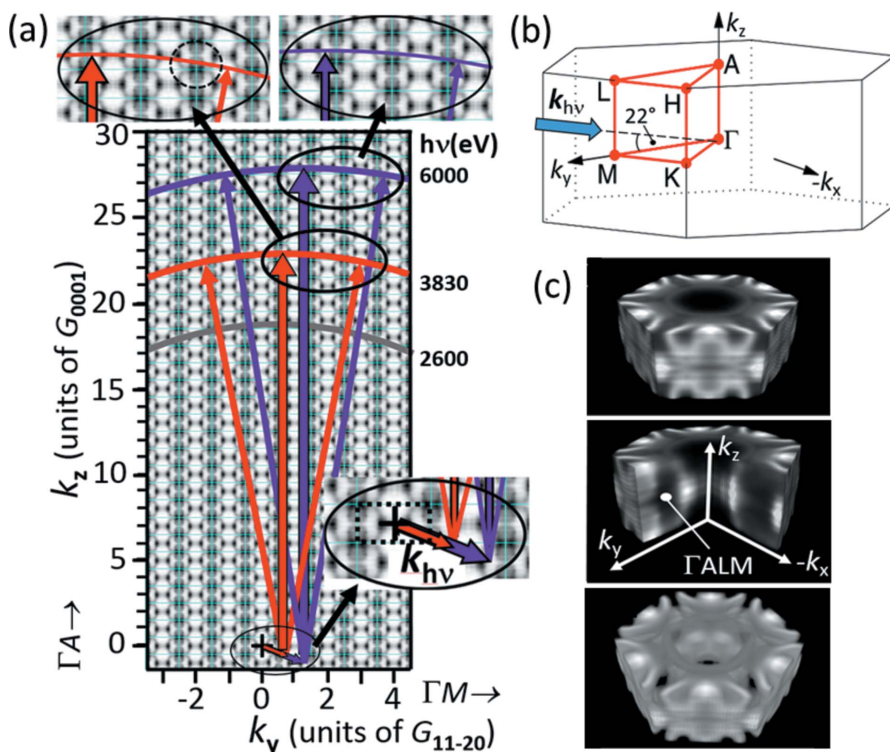 (a)
30
25
20
15
10
5
0
-2
0
2
4
k_z (units of G_0001)
ΓA→
k_y (units of G_11-20)
ΓM→
hν(eV)
6000
3830
2600
k_hν
(b)
k_z
A
L
H
k_hν
22°
Γ
k_y
M
K
-k_x
(c)
k_z
k_y
-k_x
ΓALM